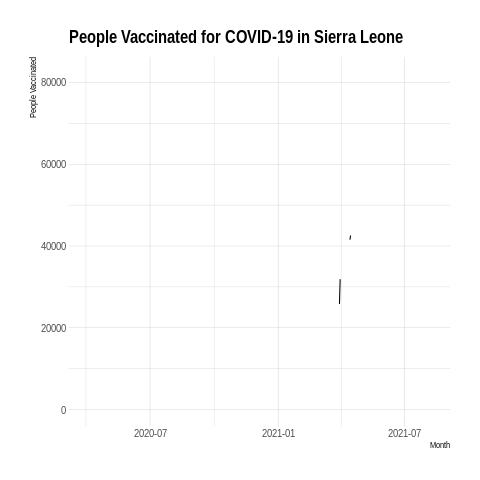 People Vaccinated for COVID-19 in Sierra Leone
People Vaccinated
80000
60000
40000
20000
0
2020-07
2021-01
2021-07
Month